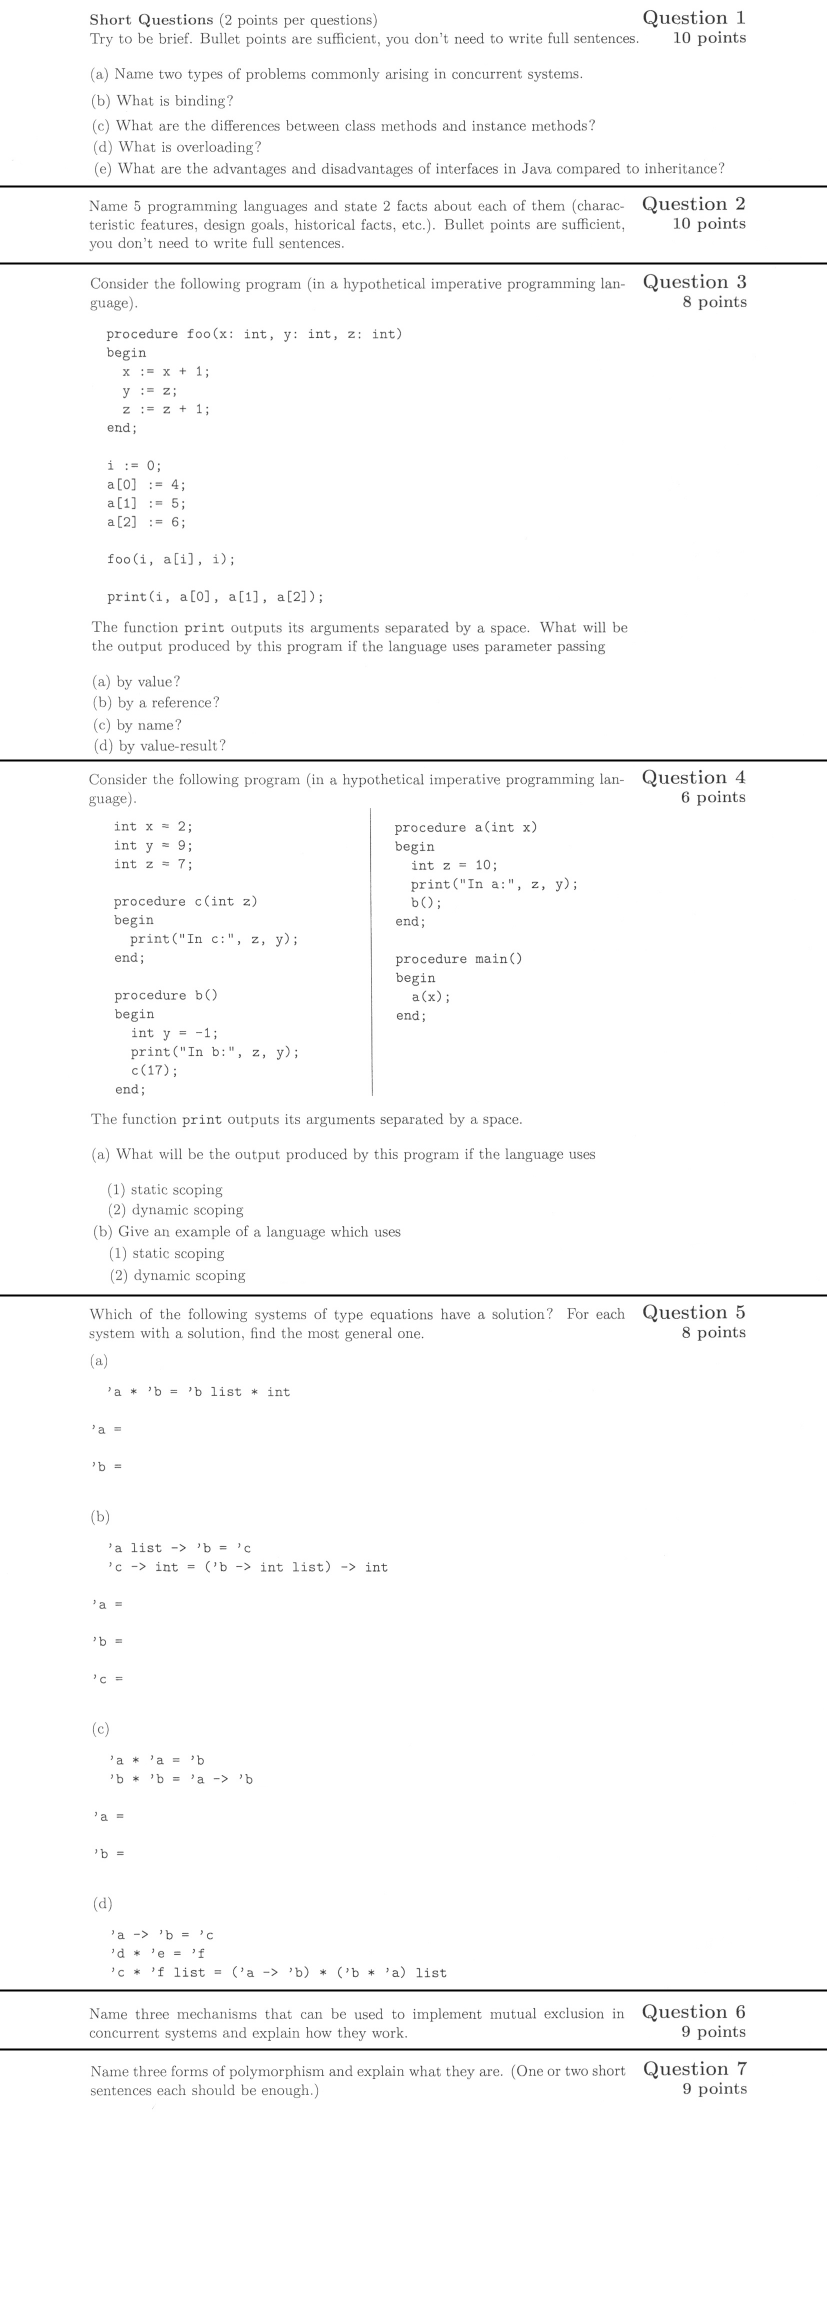 Short Questions (2 points per questions) Question 1
Try to be brief. Bullet points are sufficient, you don't need to write full sentences. 10 points
(a) Name two types of problems commonly arising in concurrent systems.
(b) What is binding?
(c) What are the differences between class methods and instance methods?
(d) What is overloading?
(e) What are the advantages and disadvantages of interfaces in Java compared to inheritance?
Name 5 programming languages and state 2 facts about each of them (charac- Question 2
teristic features, design goals, historical facts, etc.). Bullet points are sufficient, 10 points
you don't need to write full sentences.
Consider the following program (in a hypothetical imperative programming lan- Question 3
guage). 8 points
procedure foo(x: int, y: int, z: int)
begin
x := x + 1;
y := z;
z := z + 1;
end;
i := 0;
a[0] := 4;
a[1] := 5;
a[2] := 6;
foo(i, a[i], i);
print(i, a[0], a[1], a[2]);
The function print outputs its arguments separated by a space. What will be
the output produced by this program if the language uses parameter passing
(a) by value?
(b) by a reference?
(c) by name?
(d) by value-result?
Consider the following program (in a hypothetical imperative programming lan- Question 4
guage). 6 points
int x = 2;
int y = 9;
int z = 7;
procedure c(int z)
begin
print("In c:", z, y);
end;
procedure b()
begin
int y = -1;
print("In b:", z, y);
c(17);
end;
procedure a(int x)
begin
int z = 10;
print("In a:", z, y);
b();
end;
procedure main()
begin
a(x);
end;
The function print outputs its arguments separated by a space.
(a) What will be the output produced by this program if the language uses
(1) static scoping
(2) dynamic scoping
(b) Give an example of a language which uses
(1) static scoping
(2) dynamic scoping
Which of the following systems of type equations have a solution? For each Question 5
system with a solution, find the most general one. 8 points
(a)
'a * 'b = 'b list * int
'a =
'b =
(b)
'a list -> 'b = 'c
'c -> int = ('b -> int list) -> int
'a =
'b =
'c =
(c)
'a * 'a = 'b
'b * 'b = 'a -> 'b
'a =
'b =
(d)
'a -> 'b = 'c
'd * 'e = 'f
'c * 'f list = ('a -> 'b) * ('b * 'a) list
Name three mechanisms that can be used to implement mutual exclusion in Question 6
concurrent systems and explain how they work. 9 points
Name three forms of polymorphism and explain what they are. (One or two short Question 7
sentences each should be enough.) 9 points